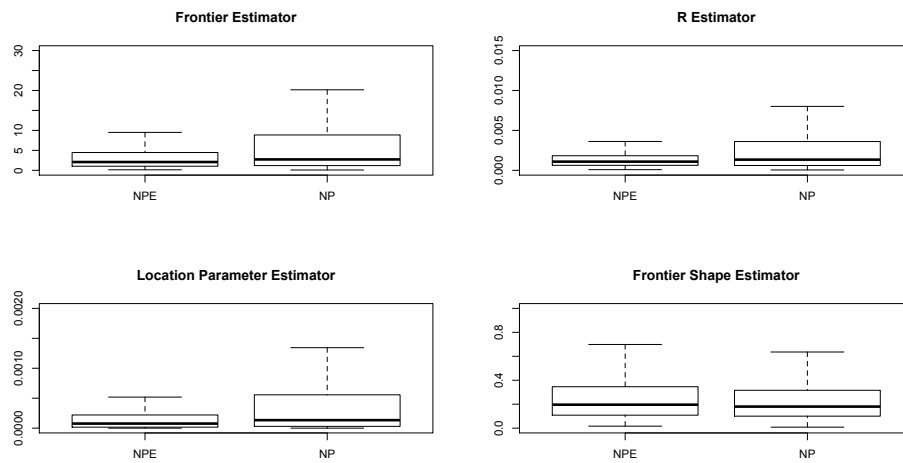 Frontier Estimator
30
20
10
5
0
NPE NP
R Estimator
0.015
0.010
0.005
0.000
NPE NP
Location Parameter Estimator
0.0020
0.0010
0.0000
NPE NP
Frontier Shape Estimator
0.8
0.4
0.0
NPE NP